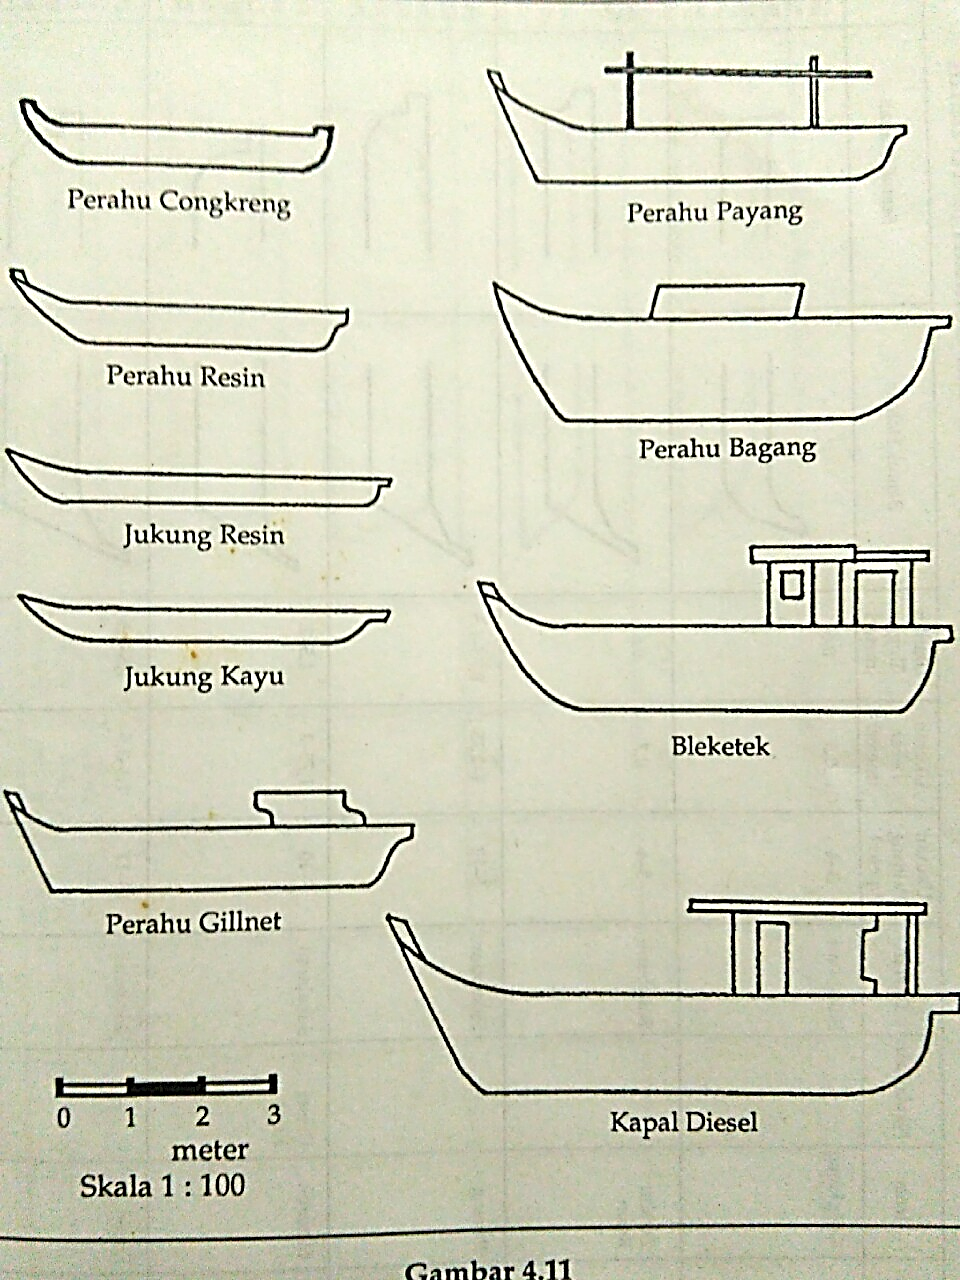 Perahu Congkreng
Perahu Payang
Perahu Resin
Perahu Bagang
Jukung Resin
Jukung Kayu
Bleketek
Perahu Gillnet
Kapal Diesel
0 1 2 3
meter
Skala 1 : 100
Gambar 4.11